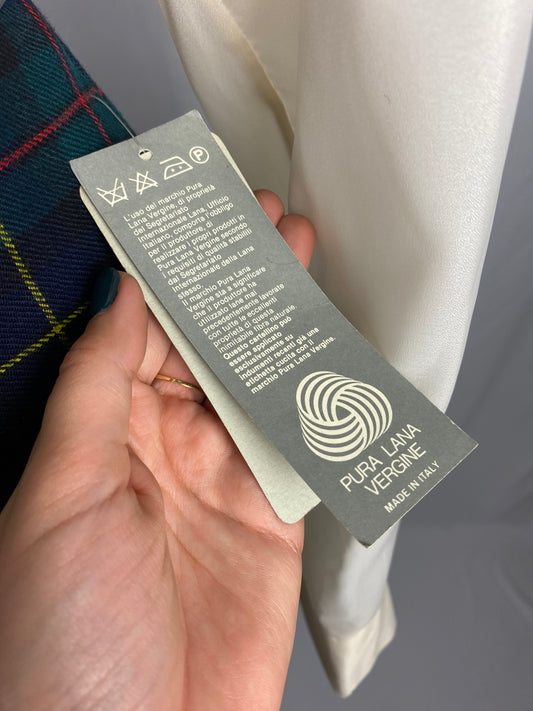 P
L'uso del marchio Pura
Lana Vergine, di proprietà
del Segretariato
Internazionale Lana, Ufficio
Italiano, comporta l'obbligo
per il produttore, di
realizzare i propri prodotti in
Pura Lana Vergine secondo
i requisiti di qualità stabiliti
dal Segretariato
Internazionale della Lana
stesso.
Il marchio Pura Lana
Vergine sta a significare
che il produttore ha
utilizzato lane mai
precedentemente lavorate
con tutte le eccellenti
proprietà di questa
inimitabile fibra naturale.
Questo cartellino può
essere applicato
esclusivamente su
indumenti recanti già una
etichetta cucita con il
marchio Pura Lana Vergine.
PURA LANA
VERGINE
MADE IN ITALY